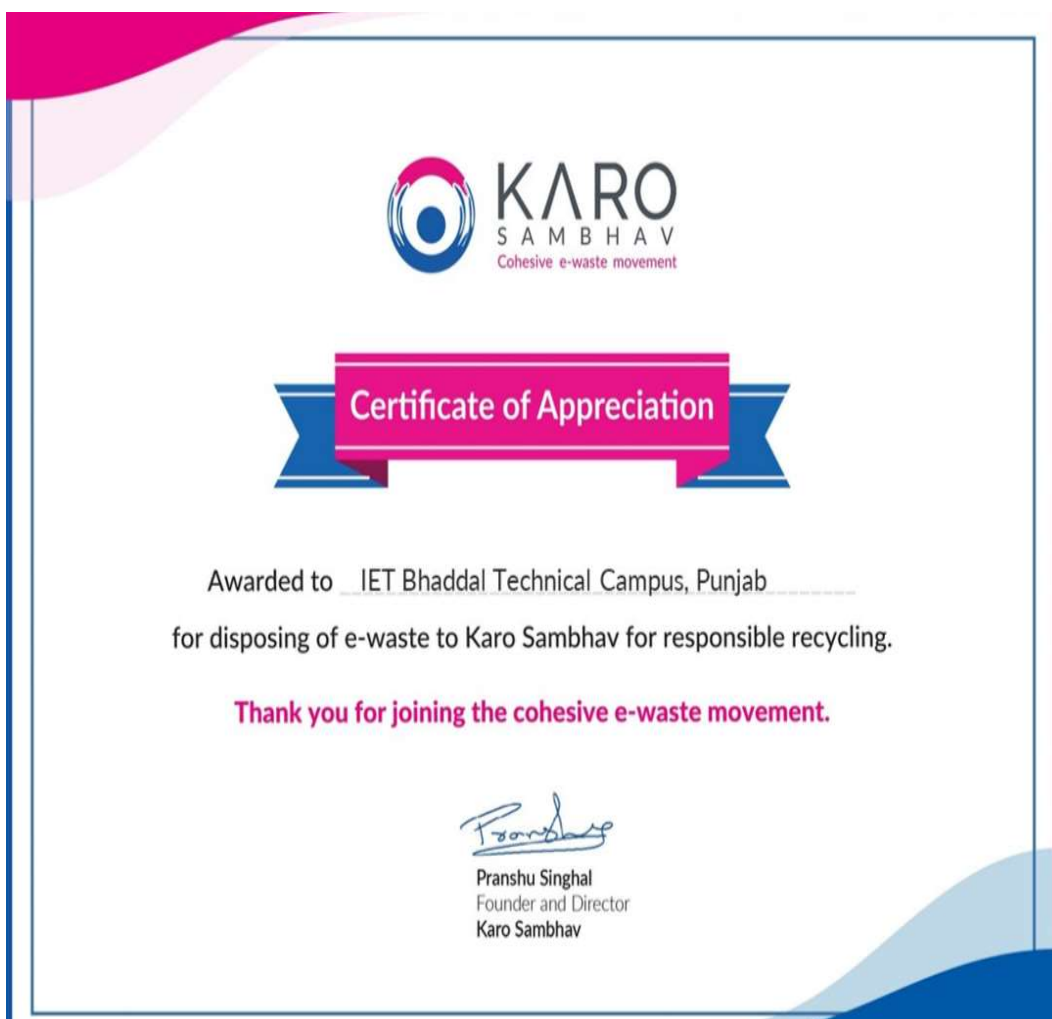 KARO
SAMBHAV
Cohesive e-waste movement
Certificate of Appreciation
Awarded to IET Bhaddal Technical Campus, Punjab
for disposing of e-waste to Karo Sambhav for responsible recycling.
Thank you for joining the cohesive e-waste movement.
Pranshu
Pranshu Singhal
Founder and Director
Karo Sambhav